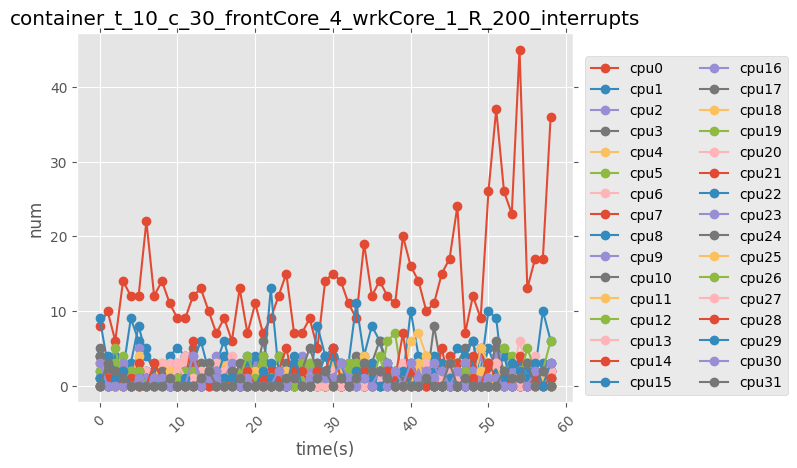 container_t_10_c_30_frontCore_4_wrkCore_1_R_200_interrupts
num
40
30
20
10
0
0
10
20
30
40
50
60
time(s)
cpu0
cpu1
cpu2
cpu3
cpu4
cpu5
cpu6
cpu7
cpu8
cpu9
cpu10
cpu11
cpu12
cpu13
cpu14
cpu15
cpu16
cpu17
cpu18
cpu19
cpu20
cpu21
cpu22
cpu23
cpu24
cpu25
cpu26
cpu27
cpu28
cpu29
cpu30
cpu31